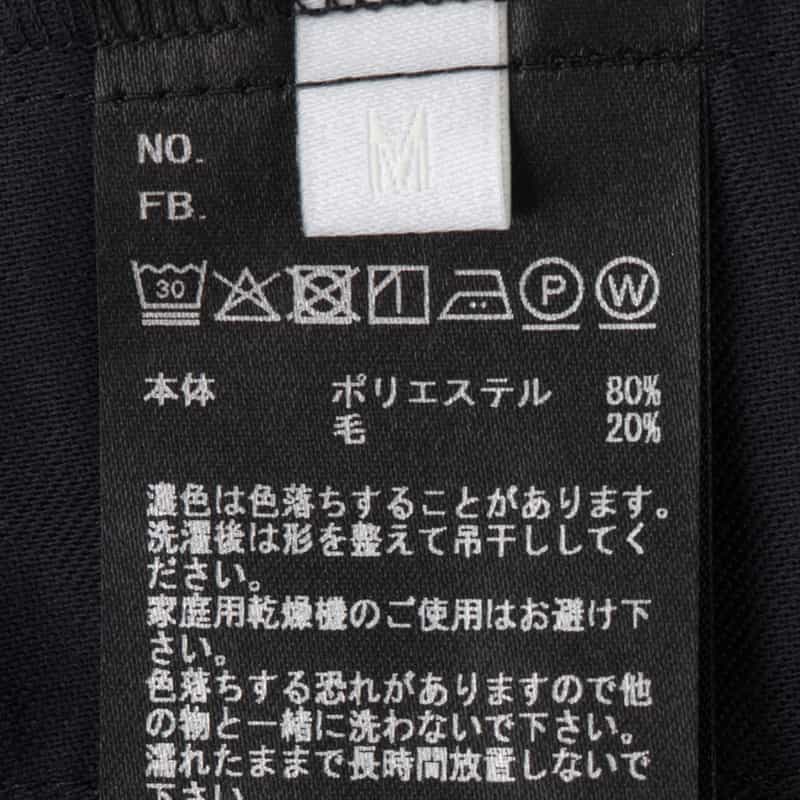 M
NO.
FB.
30 P W
本体 ポリエステル 80%
毛 20%
濃色は色落ちすることがあります。
洗濯後は形を整えて吊干ししてく
ださい。
家庭用乾燥機のご使用はお避け下
さい。
色落ちする恐れがありますので他
の物と一緒に洗わないで下さい。
濡れたままで長時間放置しないで
下さい